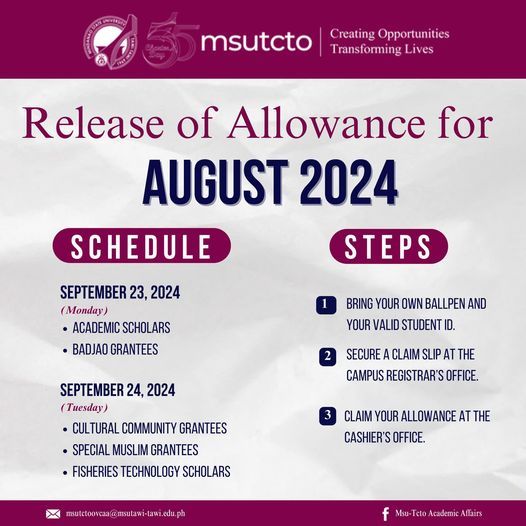 MINDANAO STATE UNIVERSITY
msutcto
Creating Opportunities
Transforming Lives
Release of Allowance for
AUGUST 2024
SCHEDULE
SEPTEMBER 23, 2024
(Monday)
• ACADEMIC SCHOLARS
• BADJAO GRANTEES
SEPTEMBER 24, 2024
(Tuesday)
• CULTURAL COMMUNITY GRANTEES
• SPECIAL MUSLIM GRANTEES
• FISHERIES TECHNOLOGY SCHOLARS
STEPS
1 BRING YOUR OWN BALLPEN AND
YOUR VALID STUDENT ID.
2 SECURE A CLAIM SLIP AT THE
CAMPUS REGISTRAR'S OFFICE.
3 CLAIM YOUR ALLOWANCE AT THE
CASHIER'S OFFICE.
msutctoovcaa@msutawi-tawi.edu.ph
Msu-Tcto Academic Affairs